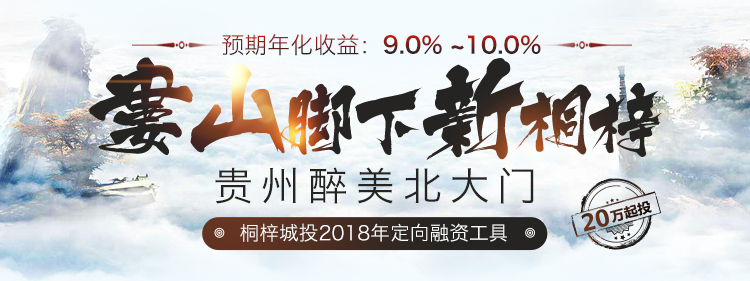 预期年化收益：9.0% ~10.0%
娄山脚下新桐梓
贵州醉美北大门
20万起投
桐梓城投2018年定向融资工具